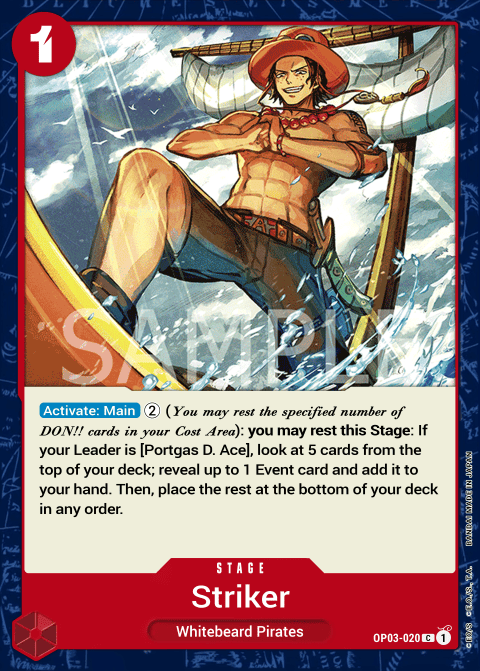 1
SAMPLE
Activate: Main ② (You may rest the specified number of
DON!! cards in your Cost Area): you may rest this Stage: If
your Leader is [Portgas D. Ace], look at 5 cards from the
top of your deck; reveal up to 1 Event card and add it to
your hand. Then, place the rest at the bottom of your deck
in any order.
STAGE
Striker
Whitebeard Pirates
OP03-020 C 1
©E.O/S ©E.O./S., T.A. BANDAI MADE IN JAPAN